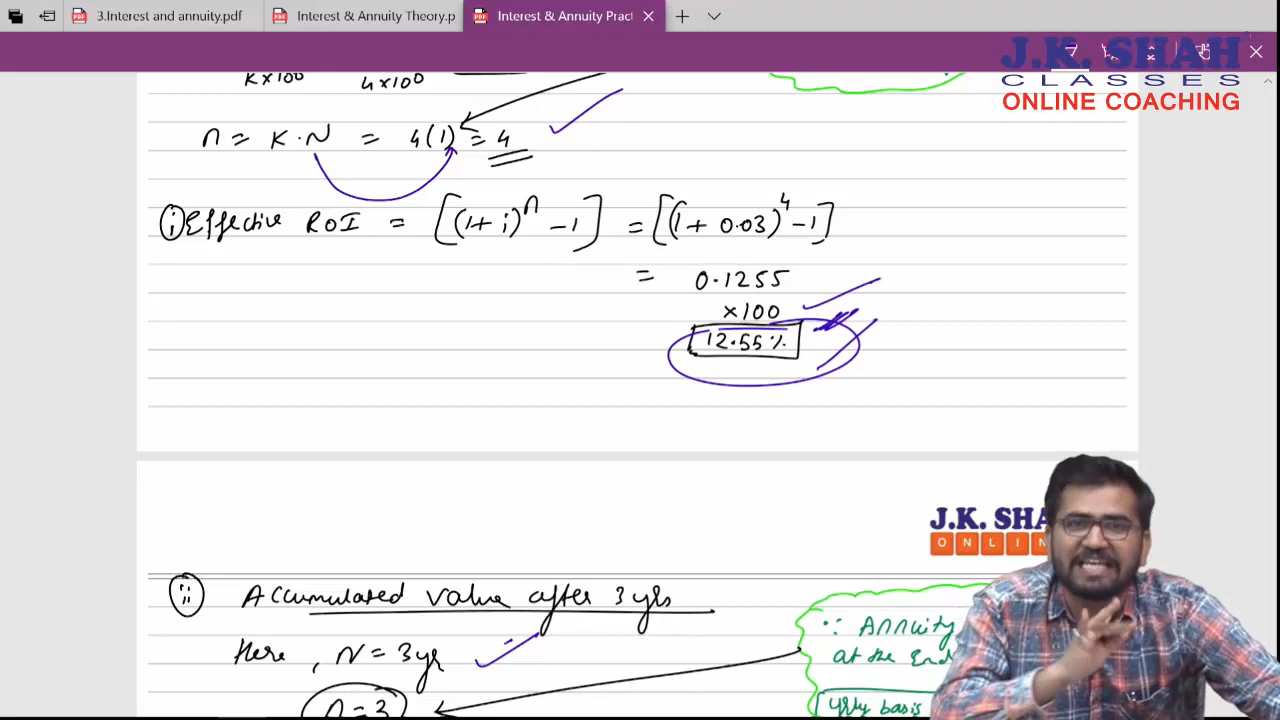 3.Interest and annuity.pdf
Interest & Annuity Theory.p
Interest & Annuity Pract
J.K. SHAH
CLASSES
ONLINE COACHING
K×100 4×100
n = K·N = 4(1) = 4
(i) Effective RoI = [(1+i)^n - 1] = [(1+0.03)^4 - 1]
= 0.1255
×100
12.55%
J.K. SHA
ONLIN
(ii) Accumulated value after 3 yrs
Here, N = 3yr
∵ Annuity
at the End
n = 3
Yrly basis